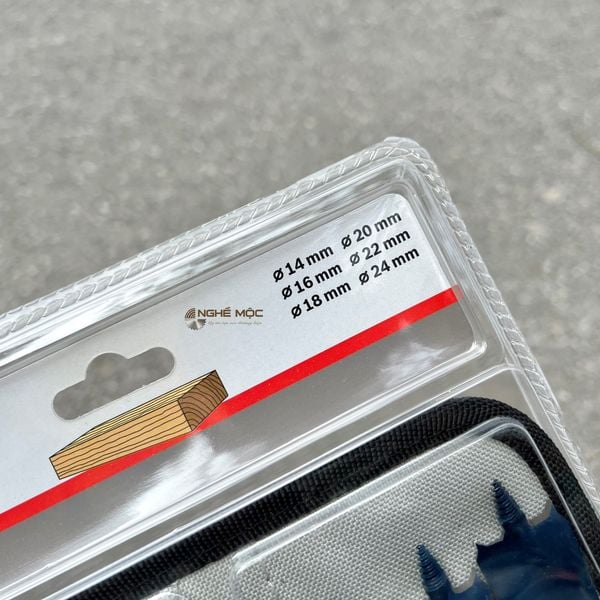 ø 14 mm ø 20 mm
ø 16 mm ø 22 mm
ø 18 mm ø 24 mm
NGHỀ MỘC